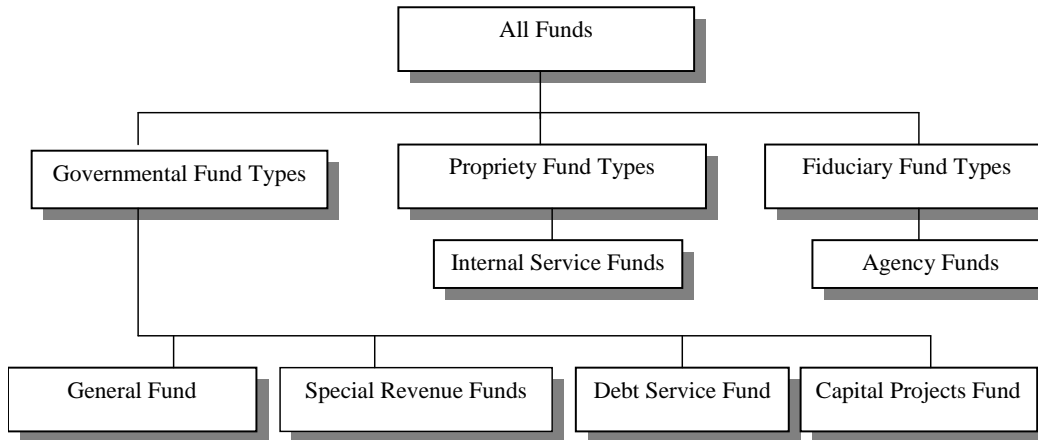 All Funds
Governmental Fund Types
Propriety Fund Types
Fiduciary Fund Types
Internal Service Funds
Agency Funds
General Fund
Special Revenue Funds
Debt Service Fund
Capital Projects Fund